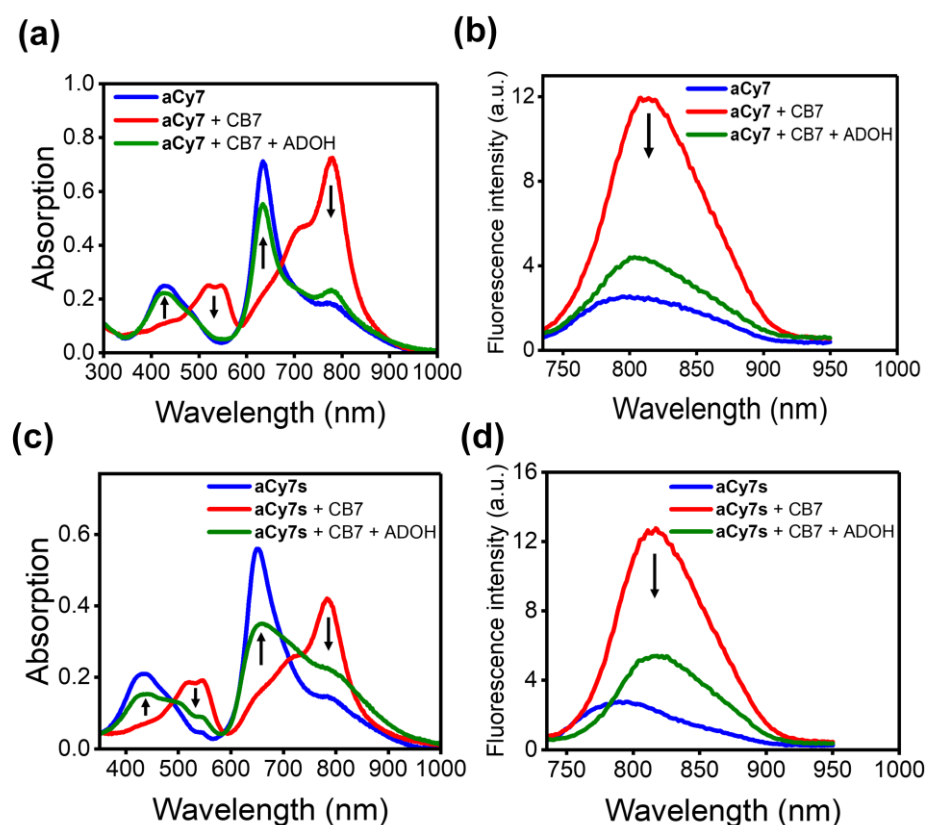 (a)
aCy7
aCy7 + CB7
aCy7 + CB7 + ADOH
Absorption
1.0
0.8
0.6
0.4
0.2
0.0
300 400 500 600 700 800 900 1000
Wavelength (nm)
(b)
aCy7
aCy7 + CB7
aCy7 + CB7 + ADOH
Fluorescence intensity (a.u.)
12
8
4
0
750 800 850 900 950 1000
Wavelength (nm)
(c)
aCy7s
aCy7s + CB7
aCy7s + CB7 + ADOH
Absorption
0.6
0.4
0.2
0.0
400 500 600 700 800 900 1000
Wavelength (nm)
(d)
aCy7s
aCy7s + CB7
aCy7s + CB7 + ADOH
Fluorescence intensity (a.u.)
16
12
8
4
0
750 800 850 900 950 1000
Wavelength (nm)